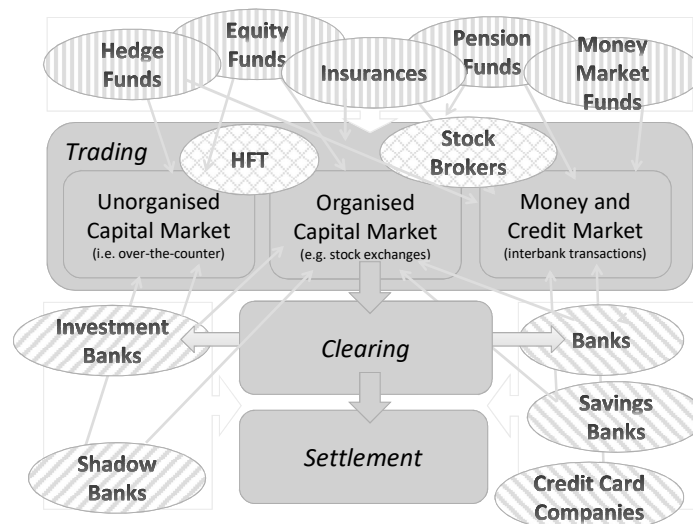 Hedge
Funds
Equity
Funds
Insurances
Pension
Funds
Money
Market
Funds
Trading
HFT
Stock
Brokers
Unorganised
Capital Market
(i.e. over-the-counter)
Organised
Capital Market
(e.g. stock exchanges)
Money and
Credit Market
(interbank transactions)
Investment
Banks
Clearing
Banks
Savings
Banks
Shadow
Banks
Settlement
Credit Card
Companies